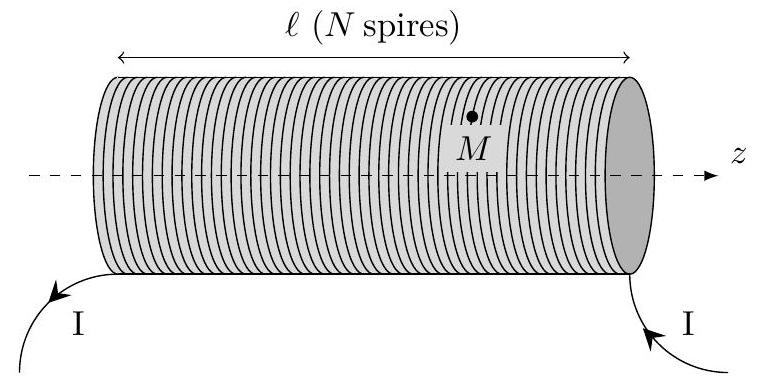 ℓ (N spires)
M
z
I
I